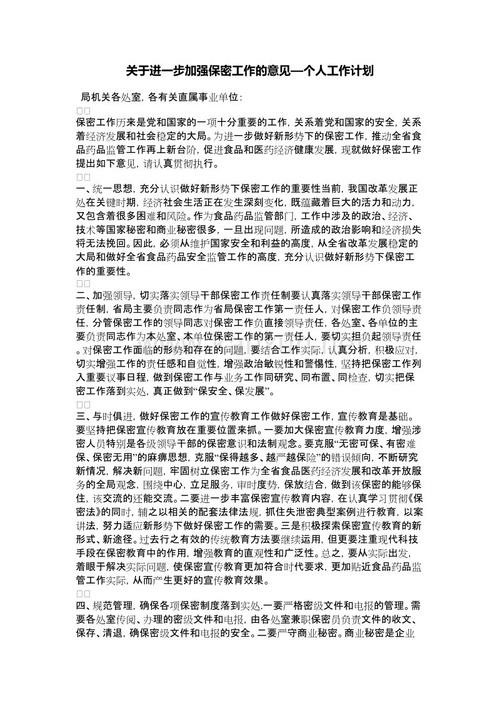 关于进一步加强保密工作的意见—个人工作计划
局机关各处室，各有关直属事业单位：
保密工作历来是党和国家的一项十分重要的工作，关系着党和国家的安全，关系
着经济发展和社会稳定的大局。为进一步做好新形势下的保密工作，推动全省食
品药品监管工作再上新台阶，促进食品和医药经济健康发展，现就做好保密工作
提出如下意见，请认真贯彻执行。
一、统一思想，充分认识做好新形势下保密工作的重要性当前，我国改革发展正
处在关键时期，经济社会生活正在发生深刻变化，既蕴藏着巨大的活力和动力，
又包含着很多困难和风险。作为食品药品监管部门，工作中涉及的政治、经济、
技术等国家秘密和商业秘密很多，一旦出现问题，所造成的政治影响和经济损失
将无法挽回。因此，必须从维护国家安全和利益的高度，从全省改革发展稳定的
大局和做好全省食品药品安全监管工作的高度，充分认识做好新形势下保密工
作的重要性。
二、加强领导，切实落实领导干部保密工作责任制要认真落实领导干部保密工作
责任制，省局主要负责同志作为省局保密工作第一责任人，对保密工作负领导责
任，分管保密工作的领导同志对保密工作负直接领导责任，各处室、各单位的主
要负责同志作为本处室、本单位保密工作的第一责任人，要切实担负起领导责任
。对保密工作面临的形势和存在的问题，要结合工作实际，认真分析，积极应对，
切实增强工作的责任感和自觉性，增强政治敏锐性和警惕性，坚持把保密工作列
入重要议事日程，做到保密工作与业务工作同研究、同布置、同检查，切实把保
密工作落到实处，真正做到“保安全、保发展”。
三、与时俱进，做好保密工作的宣传教育工作做好保密工作，宣传教育是基础。
要坚持把保密宣传教育放在重要位置来抓。一要加大保密宣传教育力度，增强涉
密人员特别是各级领导干部的保密意识和法制观念。要克服“无密可保、有密难
保、保密无用”的麻痹思想，克服“保得越多、越严越保险”的错误倾向，不断研究
新情况，解决新问题，牢固树立保密工作为全省食品医药经济发展和改革开放服
务的全局观念，围绕中心，立足服务，审时度势，保放结合，做到该保密的能够保
住，该交流的还能交流。二要进一步丰富保密宣传教育内容，在认真学习贯彻《保
密法》的同时，辅之以相关的配套法律法规，抓住失泄密典型案例进行教育，以案
讲法，努力适应新形势下做好保密工作的需要。三是积极探索保密宣传教育的新
形式、新途径。过去行之有效的传统教育方法要继续运用，但更要注重现代科技
手段在保密教育中的作用，增强教育的直观性和广泛性。总之，要从实际出发，
着眼于解决实际问题，使保密宣传教育更加符合时代要求，更加贴近食品药品监
管工作实际，从而产生更好的宣传教育效果。
四、规范管理，确保各项保密制度落到实处.一要严格密级文件和电报的管理。需
要各处室传阅、办理的密级文件和电报，由各处室兼职保密员负责文件的收文、
保存、清退，确保密级文件和电报的安全。二要严守商业秘密。商业秘密是企业